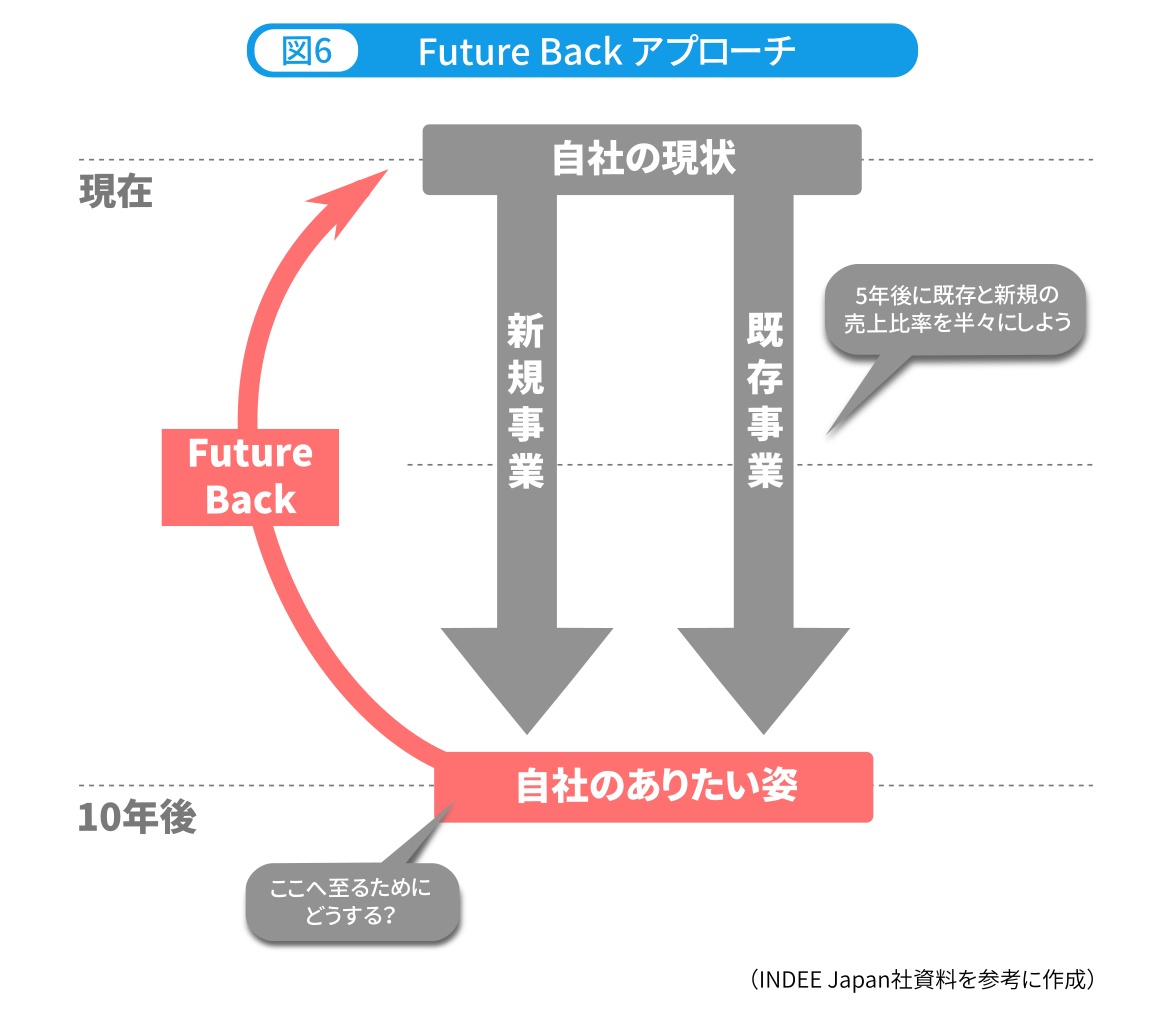 図6
Future Back アプローチ
自社の現状
現在
5年後に既存と新規の
売上比率を半々にしよう
新規事業
既存事業
Future
Back
自社のありたい姿
10年後
ここへ至るために
どうする?
(INDEE Japan社資料を参考に作成)